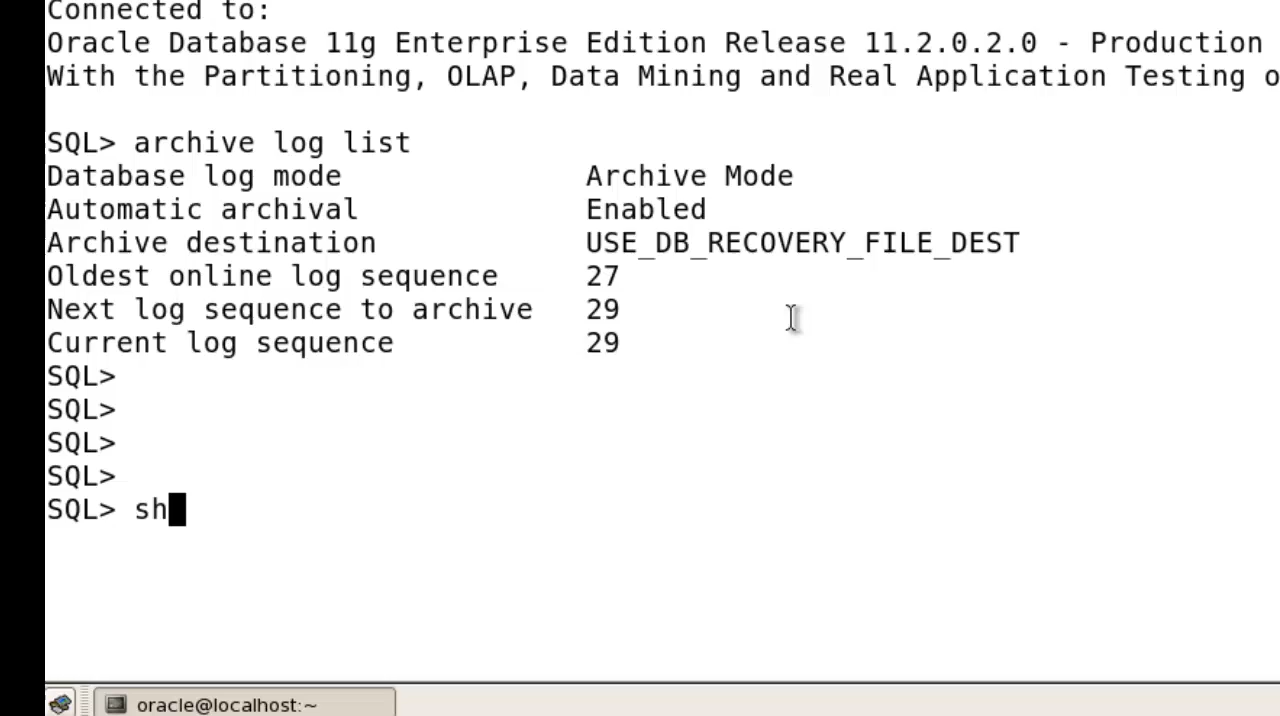 Connected to:
Oracle Database 11g Enterprise Edition Release 11.2.0.2.0 - Production
With the Partitioning, OLAP, Data Mining and Real Application Testing o
SQL> archive log list
Database log mode Archive Mode
Automatic archival Enabled
Archive destination USE_DB_RECOVERY_FILE_DEST
Oldest online log sequence 27
Next log sequence to archive 29
Current log sequence 29
SQL>
SQL>
SQL>
SQL>
SQL> sh
oracle@localhost:~